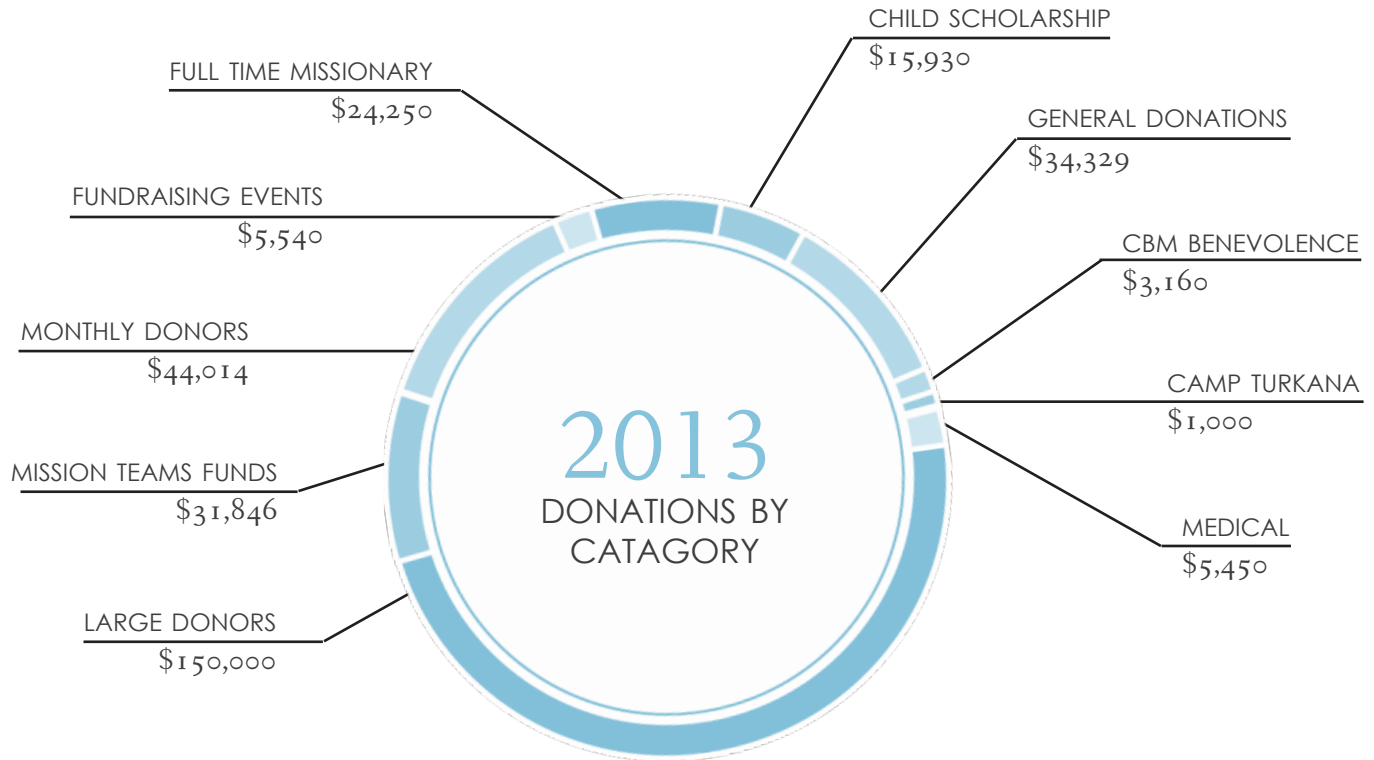 CHILD SCHOLARSHIP
$15,930
FULL TIME MISSIONARY
$24,250
GENERAL DONATIONS
$34,329
FUNDRAISING EVENTS
$5,540
CBM BENEVOLENCE
$3,160
MONTHLY DONORS
$44,014
CAMP TURKANA
$1,000
2013
DONATIONS BY
CATAGORY
MISSION TEAMS FUNDS
$31,846
MEDICAL
$5,450
LARGE DONORS
$150,000